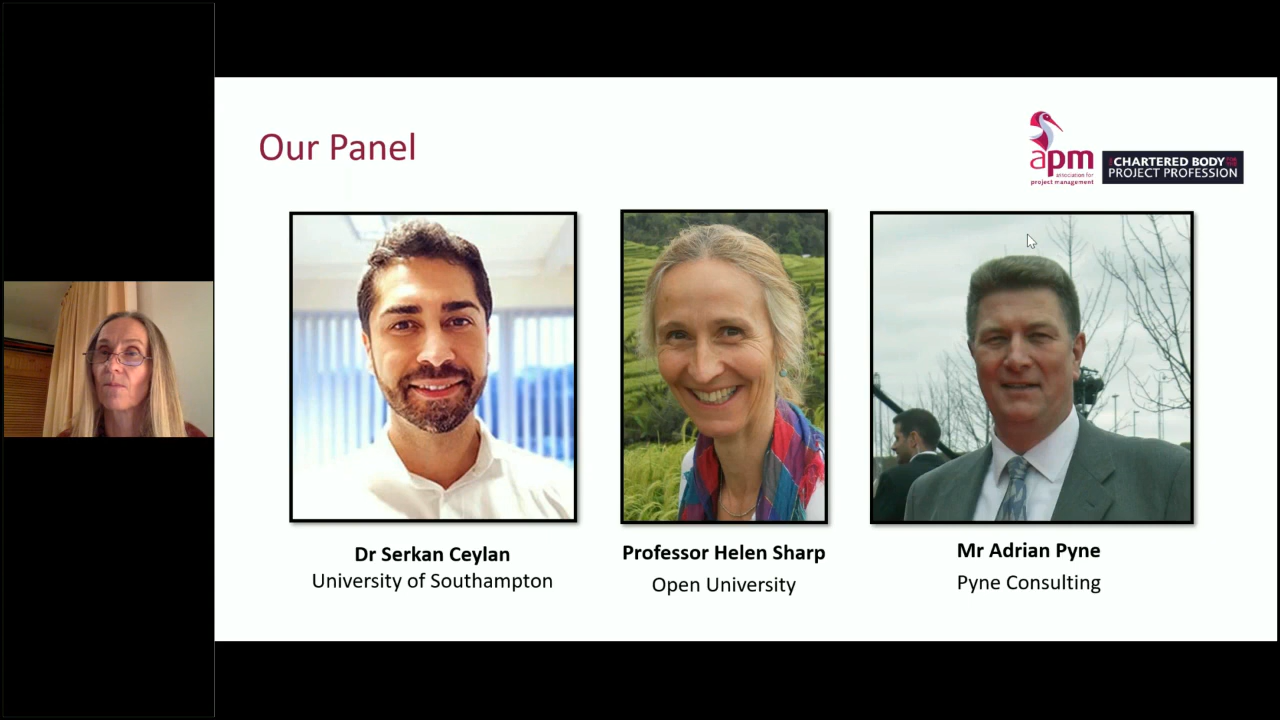 Our Panel
apm
association for
project management
CHARTERED BODY
PROJECT PROFESSION
Dr Serkan Ceylan
University of Southampton
Professor Helen Sharp
Open University
Mr Adrian Pyne
Pyne Consulting